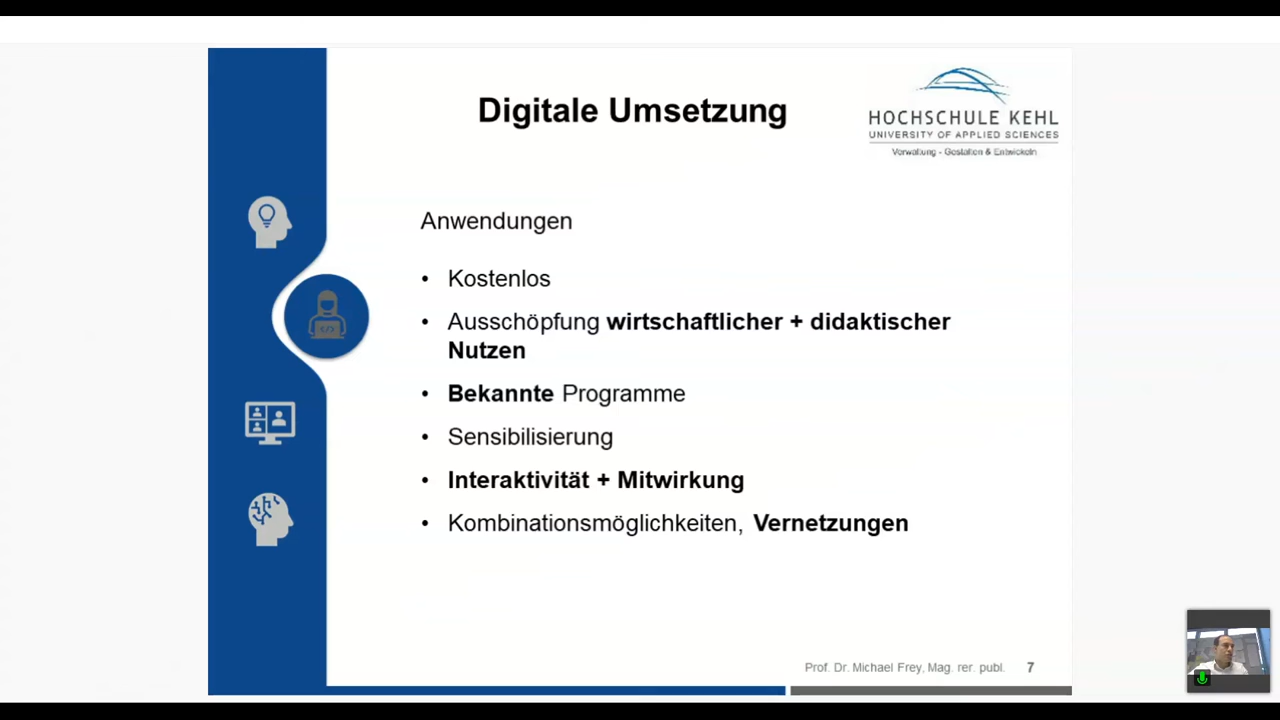 Digitale Umsetzung
HOCHSCHULE KEHL
UNIVERSITY OF APPLIED SCIENCES
Verwaltung - Gestalten & Entwickeln
Anwendungen
• Kostenlos
• Ausschöpfung wirtschaftlicher + didaktischer
Nutzen
• Bekannte Programme
• Sensibilisierung
• Interaktivität + Mitwirkung
• Kombinationsmöglichkeiten, Vernetzungen
Prof. Dr. Michael Frey, Mag. rer. publ. 7